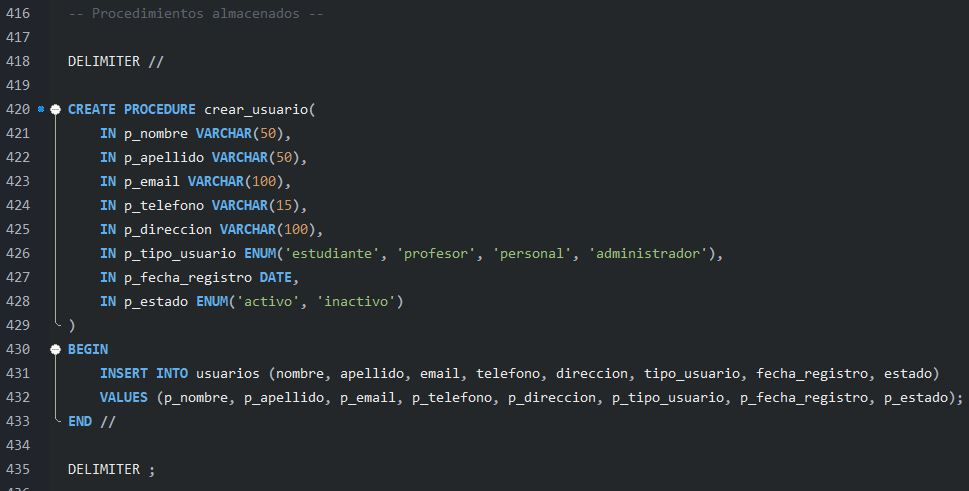 416 -- Procedimientos almacenados --
417
418 DELIMITER //
419
420 CREATE PROCEDURE crear_usuario(
421     IN p_nombre VARCHAR(50),
422     IN p_apellido VARCHAR(50),
423     IN p_email VARCHAR(100),
424     IN p_telefono VARCHAR(15),
425     IN p_direccion VARCHAR(100),
426     IN p_tipo_usuario ENUM('estudiante', 'profesor', 'personal', 'administrador'),
427     IN p_fecha_registro DATE,
428     IN p_estado ENUM('activo', 'inactivo')
429 )
430 BEGIN
431     INSERT INTO usuarios (nombre, apellido, email, telefono, direccion, tipo_usuario, fecha_registro, estado)
432     VALUES (p_nombre, p_apellido, p_email, p_telefono, p_direccion, p_tipo_usuario, p_fecha_registro, p_estado);
433 END //
434
435 DELIMITER ;